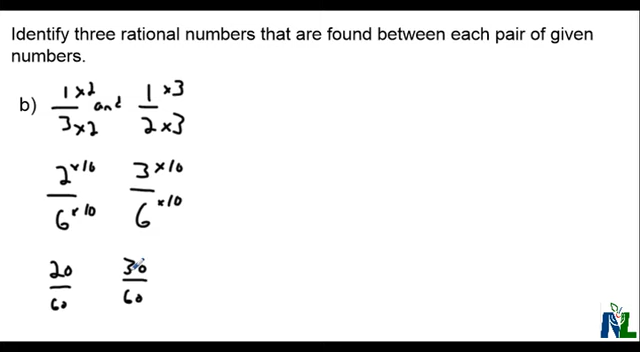 Identify three rational numbers that are found between each pair of given
numbers.
b) 1×2/3×2 and 1×3/2×3
2×10/6×10 3×10/6×10
20/60 30/60
NL